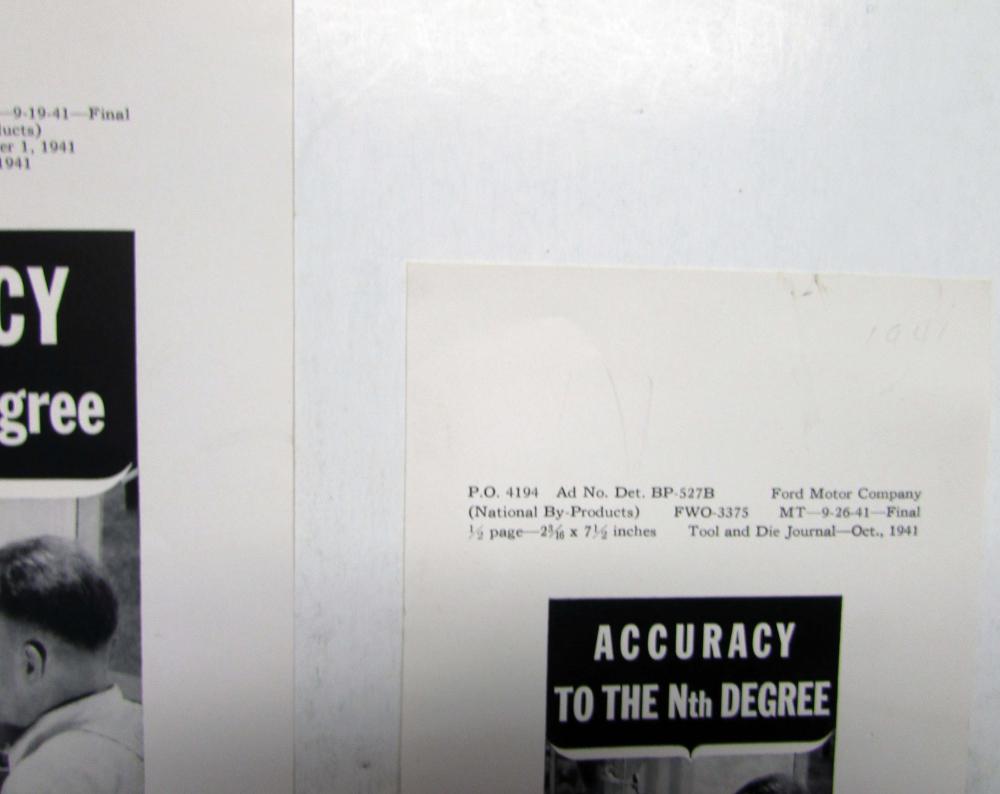 —9-19-41—Final
ucts)
er 1, 1941
1941
CY
gree
1941
P.O. 4194 Ad No. Det. BP-527B Ford Motor Company
(National By-Products) FWO-3375 MT—9-26-41—Final
½ page—2 3/16 x 7½ inches Tool and Die Journal—Oct., 1941
ACCURACY
TO THE Nth DEGREE